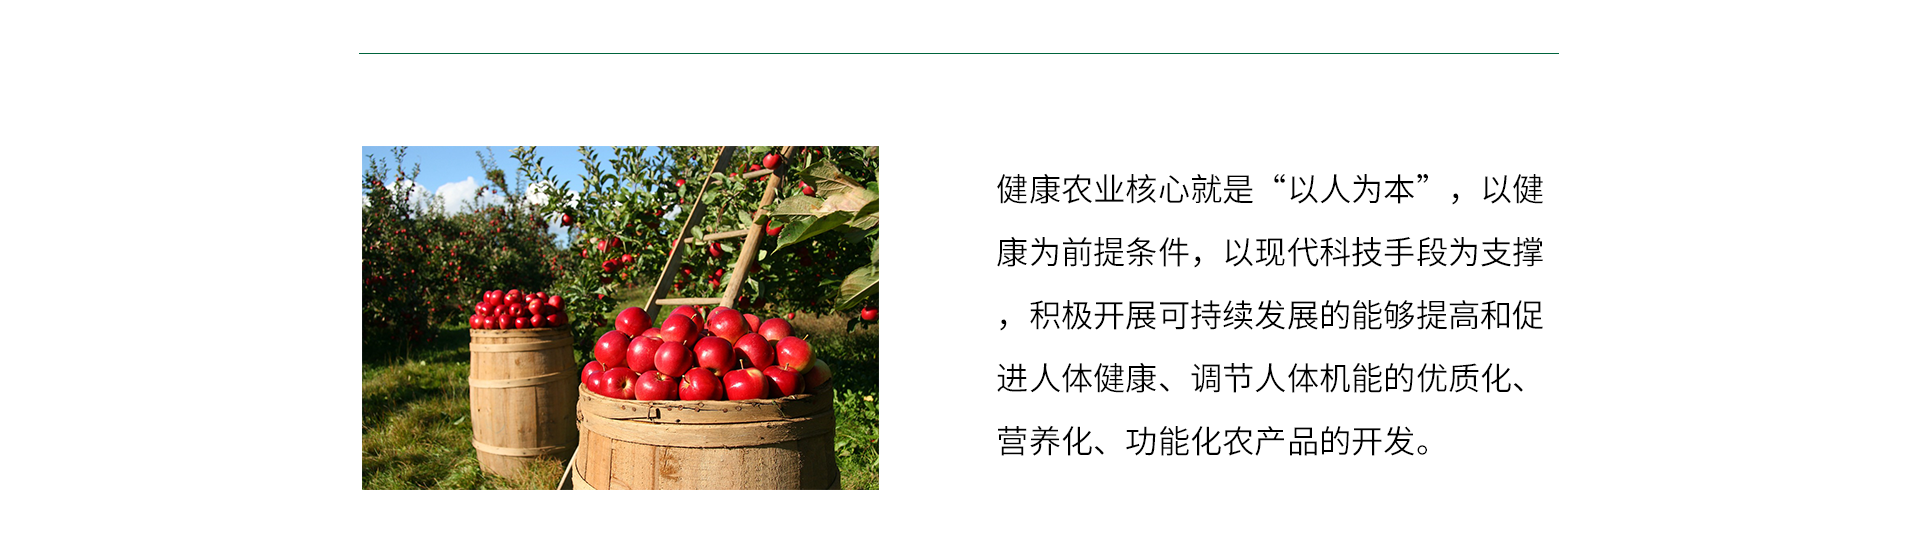 健康农业核心就是“以人为本”，以健
康为前提条件，以现代科技手段为支撑
，积极开展可持续发展的能够提高和促
进人体健康、调节人体机能的优质化、
营养化、功能化农产品的开发。